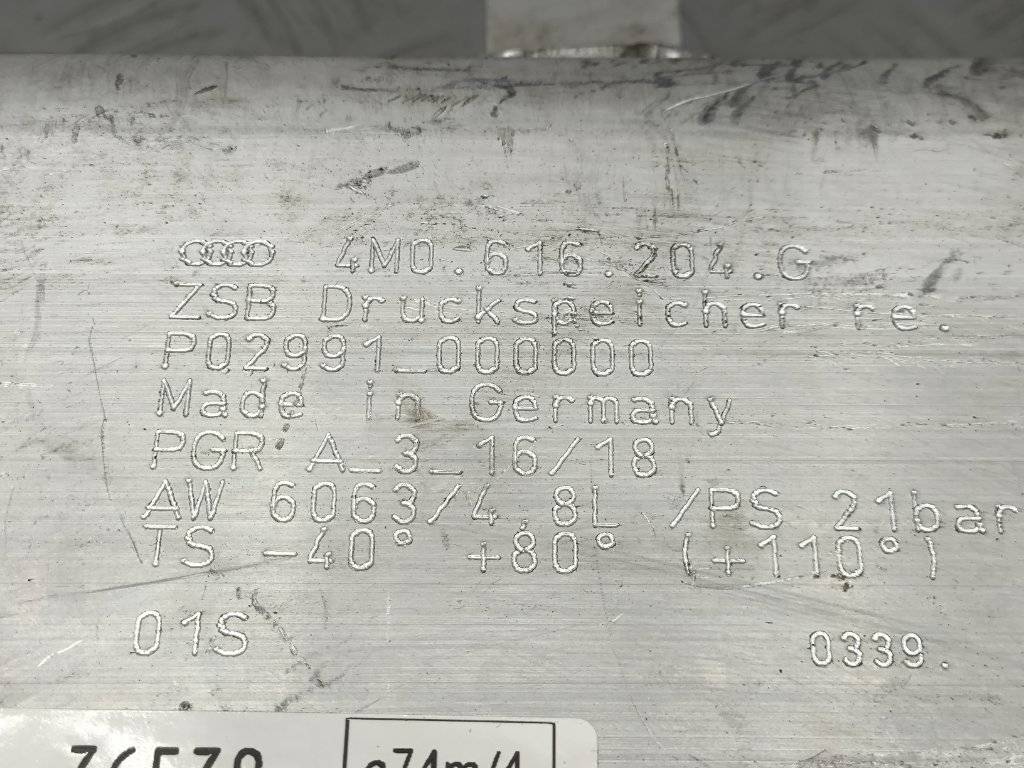 4M0.616.204.G
ZSB Druckspeicher re.
P02991_000000
Made in Germany
PGR A_3_16/18
AW 6063/4,8L /PS 21bar
TS -40° +80° (+110°)
01S 0339.